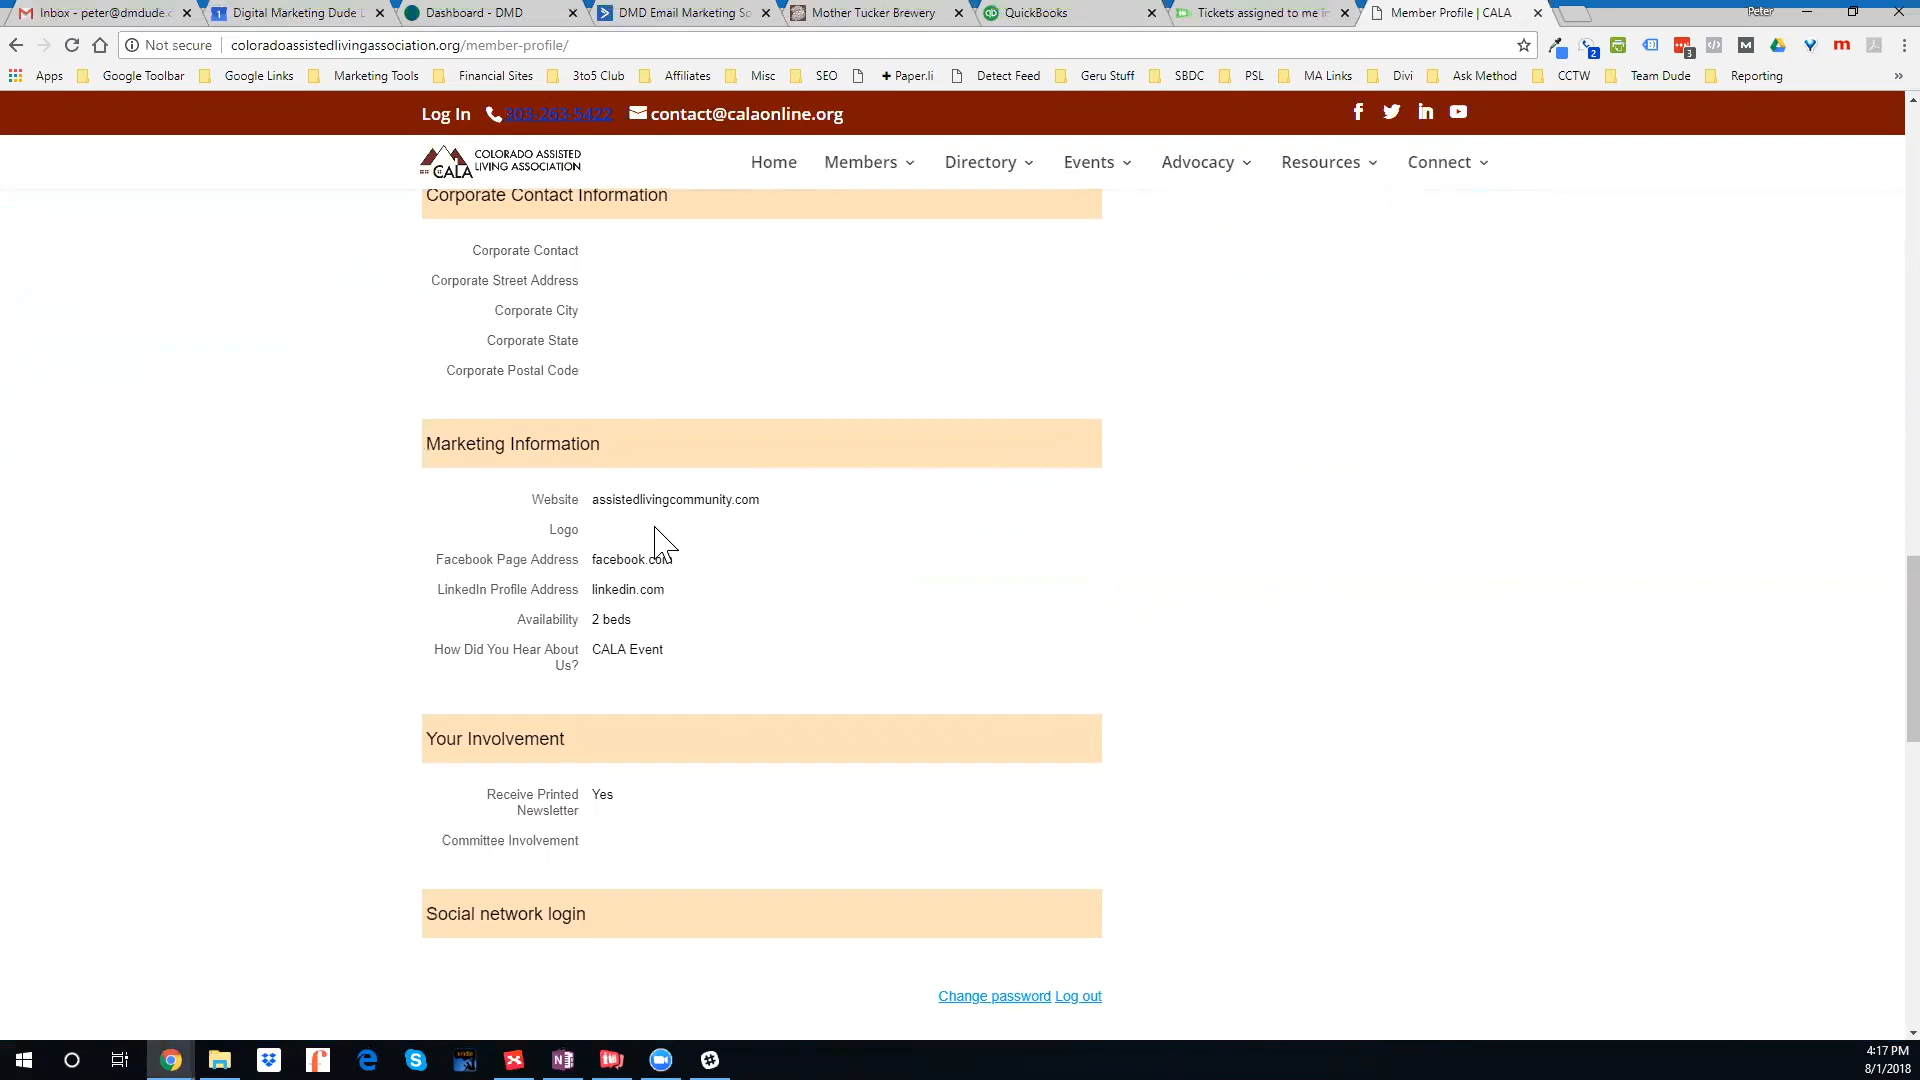 Inbox - peter@dmdude.c
Digital Marketing Dude
Dashboard - DMD
DMD Email Marketing So
Mother Tucker Brewery
QuickBooks
Tickets assigned to me i
Member Profile | CALA
Peter
Not secure
coloradoassistedlivingassociation.org/member-profile/
Apps
Google Toolbar
Google Links
Marketing Tools
Financial Sites
3to5 Club
Affiliates
Misc
SEO
+ Paper.li
Detect Feed
Geru Stuff
SBDC
PSL
MA Links
Divi
Ask Method
CCTW
Team Dude
Reporting
Log In
303-263-5422
contact@calaonline.org
COLORADO ASSISTED
LIVING ASSOCIATION
CALA
Home
Members
Directory
Events
Advocacy
Resources
Connect
Corporate Contact Information
Corporate Contact
Corporate Street Address
Corporate City
Corporate State
Corporate Postal Code
Marketing Information
Website assistedlivingcommunity.com
Logo
Facebook Page Address facebook.com
LinkedIn Profile Address linkedin.com
Availability 2 beds
How Did You Hear About CALA Event
Us?
Your Involvement
Receive Printed Yes
Newsletter
Committee Involvement
Social network login
Change password Log out
4:17 PM
8/1/2018